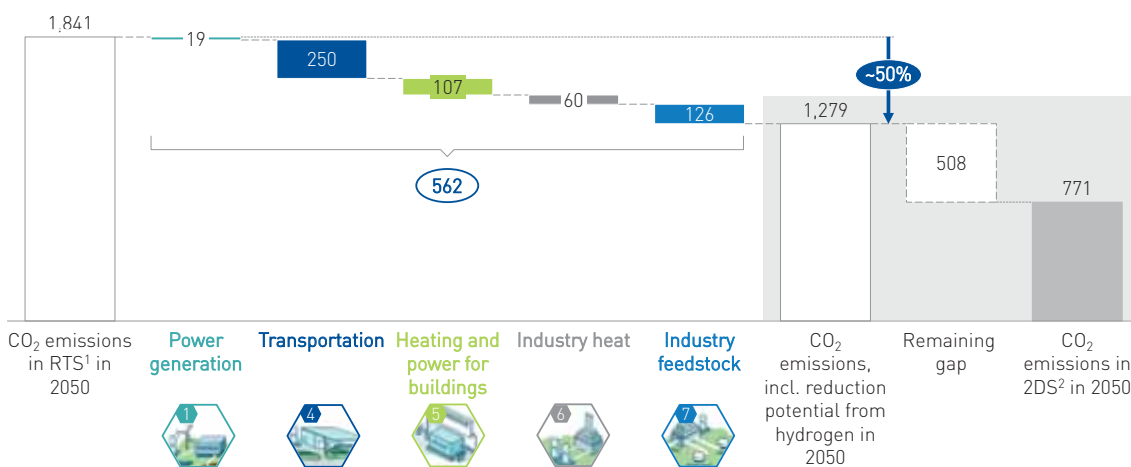 1,841
19
250
107
60
126
~50%
1,279
508
771
562
CO₂ emissions
in RTS¹ in
2050
Power
generation
Transportation
Heating and
power for
buildings
Industry heat
Industry
feedstock
CO₂
emissions,
incl. reduction
potential from
hydrogen in
2050
Remaining
gap
CO₂
emissions in
2DS² in 2050
1
4
5
6
7